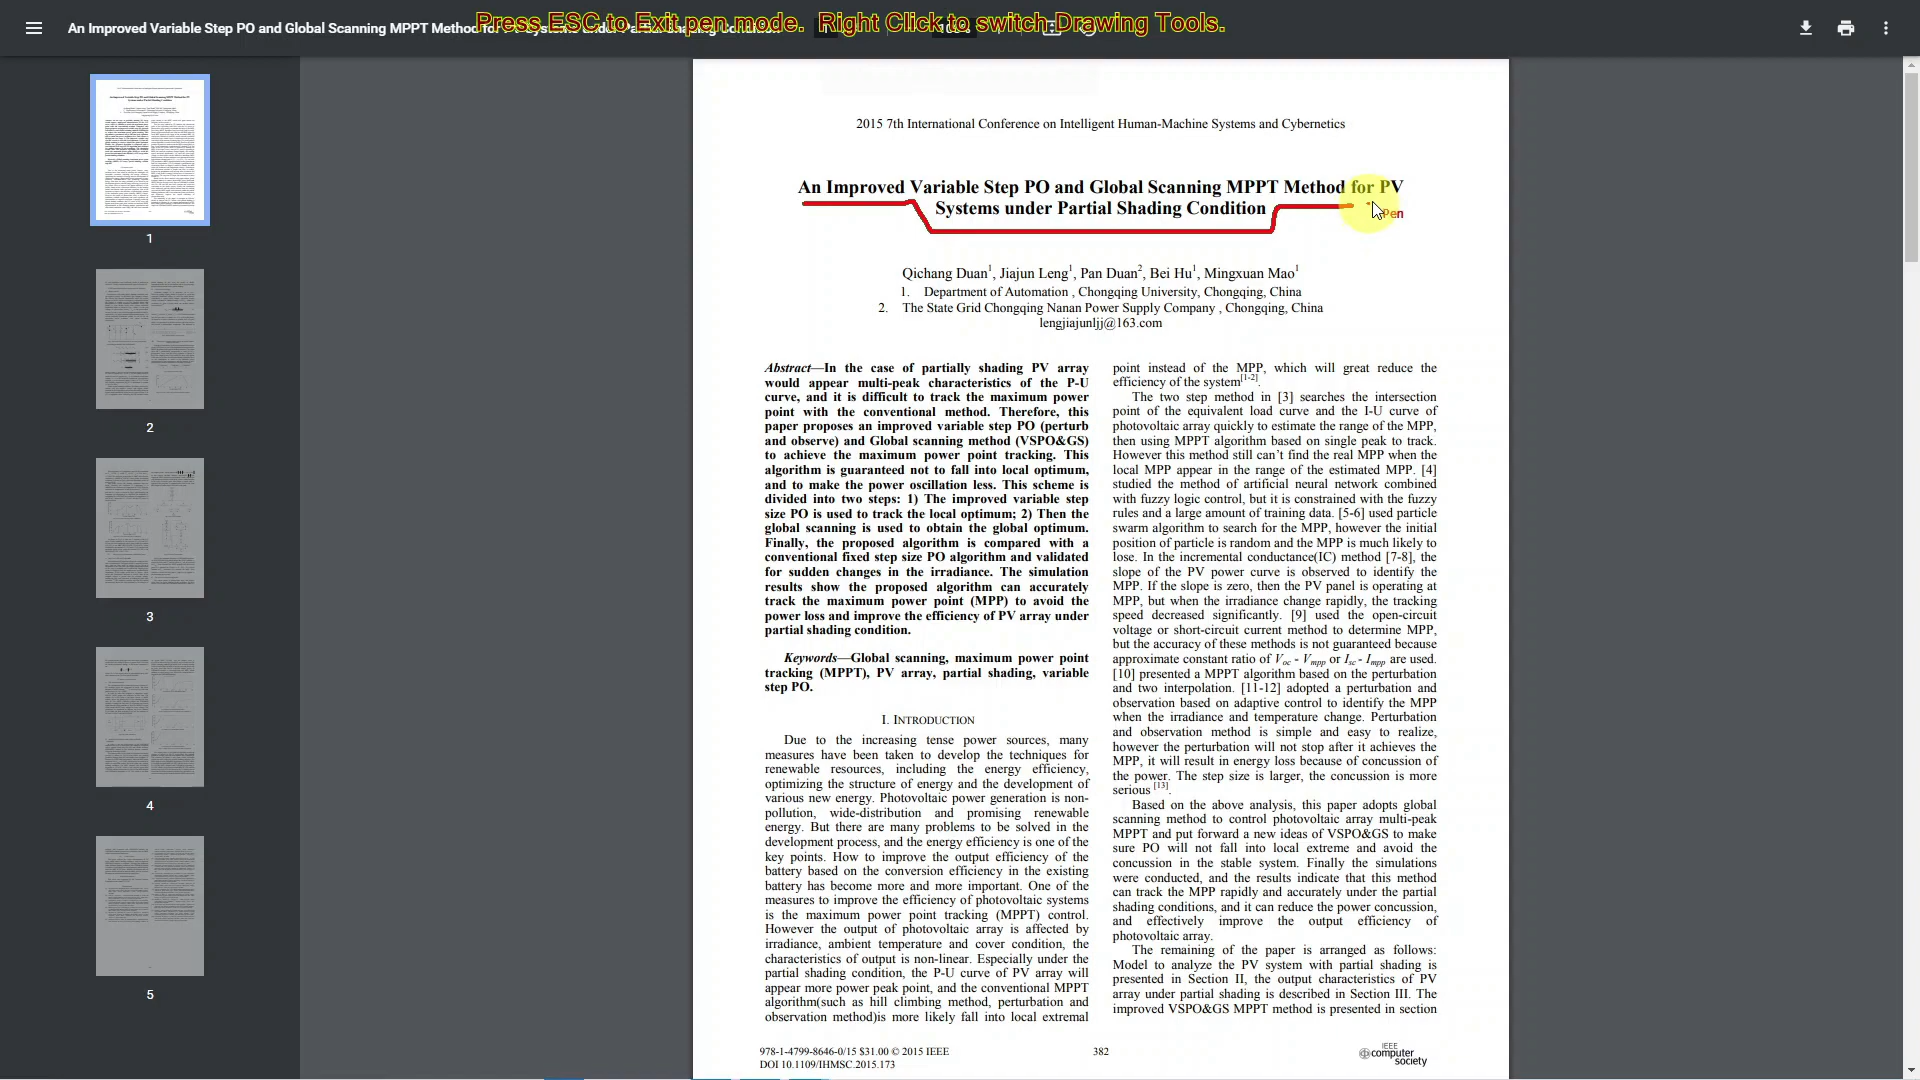 Press ESC to Exit pen mode. Right Click to switch Drawing Tools.
An Improved Variable Step PO and Global Scanning MPPT Method for PV Systems under Partial Shading Condition
1
2
3
4
5
Pen
2015 7th International Conference on Intelligent Human-Machine Systems and Cybernetics
An Improved Variable Step PO and Global Scanning MPPT Method for PV
Systems under Partial Shading Condition
Qichang Duan1, Jiajun Leng1, Pan Duan2, Bei Hu1, Mingxuan Mao1
1. Department of Automation , Chongqing University, Chongqing, China
2. The State Grid Chongqing Nanan Power Supply Company , Chongqing, China
lengjiajunljj@163.com
Abstract—In the case of partially shading PV array
would appear multi-peak characteristics of the P-U
curve, and it is difficult to track the maximum power
point with the conventional method. Therefore, this
paper proposes an improved variable step PO (perturb
and observe) and Global scanning method (VSPO&GS)
to achieve the maximum power point tracking. This
algorithm is guaranteed not to fall into local optimum,
and to make the power oscillation less. This scheme is
divided into two steps: 1) The improved variable step
size PO is used to track the local optimum; 2) Then the
global scanning is used to obtain the global optimum.
Finally, the proposed algorithm is compared with a
conventional fixed step size PO algorithm and validated
for sudden changes in the irradiance. The simulation
results show the proposed algorithm can accurately
track the maximum power point (MPP) to avoid the
power loss and improve the efficiency of PV array under
partial shading condition.
Keywords—Global scanning, maximum power point
tracking (MPPT), PV array, partial shading, variable
step PO.
I. INTRODUCTION
Due to the increasing tense power sources, many
measures have been taken to develop the techniques for
renewable resources, including the energy efficiency,
optimizing the structure of energy and the development of
various new energy. Photovoltaic power generation is non-
pollution, wide-distribution and promising renewable
energy. But there are many problems to be solved in the
development process, and the energy efficiency is one of the
key points. How to improve the output efficiency of the
battery based on the conversion efficiency in the existing
battery has become more and more important. One of the
measures to improve the efficiency of photovoltaic systems
is the maximum power point tracking (MPPT) control.
However the output of photovoltaic array is affected by
irradiance, ambient temperature and cover condition, the
characteristics of output is non-linear. Especially under the
partial shading condition, the P-U curve of PV array will
appear more power peak point, and the conventional MPPT
algorithm(such as hill climbing method, perturbation and
observation method)is more likely fall into local extremal
point instead of the MPP, which will great reduce the
efficiency of the system[1-2].
The two step method in [3] searches the intersection
point of the equivalent load curve and the I-U curve of
photovoltaic array quickly to estimate the range of the MPP,
then using MPPT algorithm based on single peak to track.
However this method still can't find the real MPP when the
local MPP appear in the range of the estimated MPP. [4]
studied the method of artificial neural network combined
with fuzzy logic control, but it is constrained with the fuzzy
rules and a large amount of training data. [5-6] used particle
swarm algorithm to search for the MPP, however the initial
position of particle is random and the MPP is much likely to
lose. In the incremental conductance(IC) method [7-8], the
slope of the PV power curve is observed to identify the
MPP. If the slope is zero, then the PV panel is operating at
MPP, but when the irradiance change rapidly, the tracking
speed decreased significantly. [9] used the open-circuit
voltage or short-circuit current method to determine MPP,
but the accuracy of these methods is not guaranteed because
approximate constant ratio of Voc - Vmpp or Isc - Impp are used.
[10] presented a MPPT algorithm based on the perturbation
and two interpolation. [11-12] adopted a perturbation and
observation based on adaptive control to identify the MPP
when the irradiance and temperature change. Perturbation
and observation method is simple and easy to realize,
however the perturbation will not stop after it achieves the
MPP, it will result in energy loss because of concussion of
the power. The step size is larger, the concussion is more
serious [13].
Based on the above analysis, this paper adopts global
scanning method to control photovoltaic array multi-peak
MPPT and put forward a new ideas of VSPO&GS to make
sure PO will not fall into local extreme and avoid the
concussion in the stable system. Finally the simulations
were conducted, and the results indicate that this method
can track the MPP rapidly and accurately under the partial
shading conditions, and it can reduce the power concussion,
and effectively improve the output efficiency of
photovoltaic array.
The remaining of the paper is arranged as follows:
Model to analyze the PV system with partial shading is
presented in Section II, the output characteristics of PV
array under partial shading is described in Section III. The
improved VSPO&GS MPPT method is presented in section
978-1-4799-8646-0/15 $31.00 © 2015 IEEE
DOI 10.1109/IHMSC.2015.173
382
IEEE
computer
society